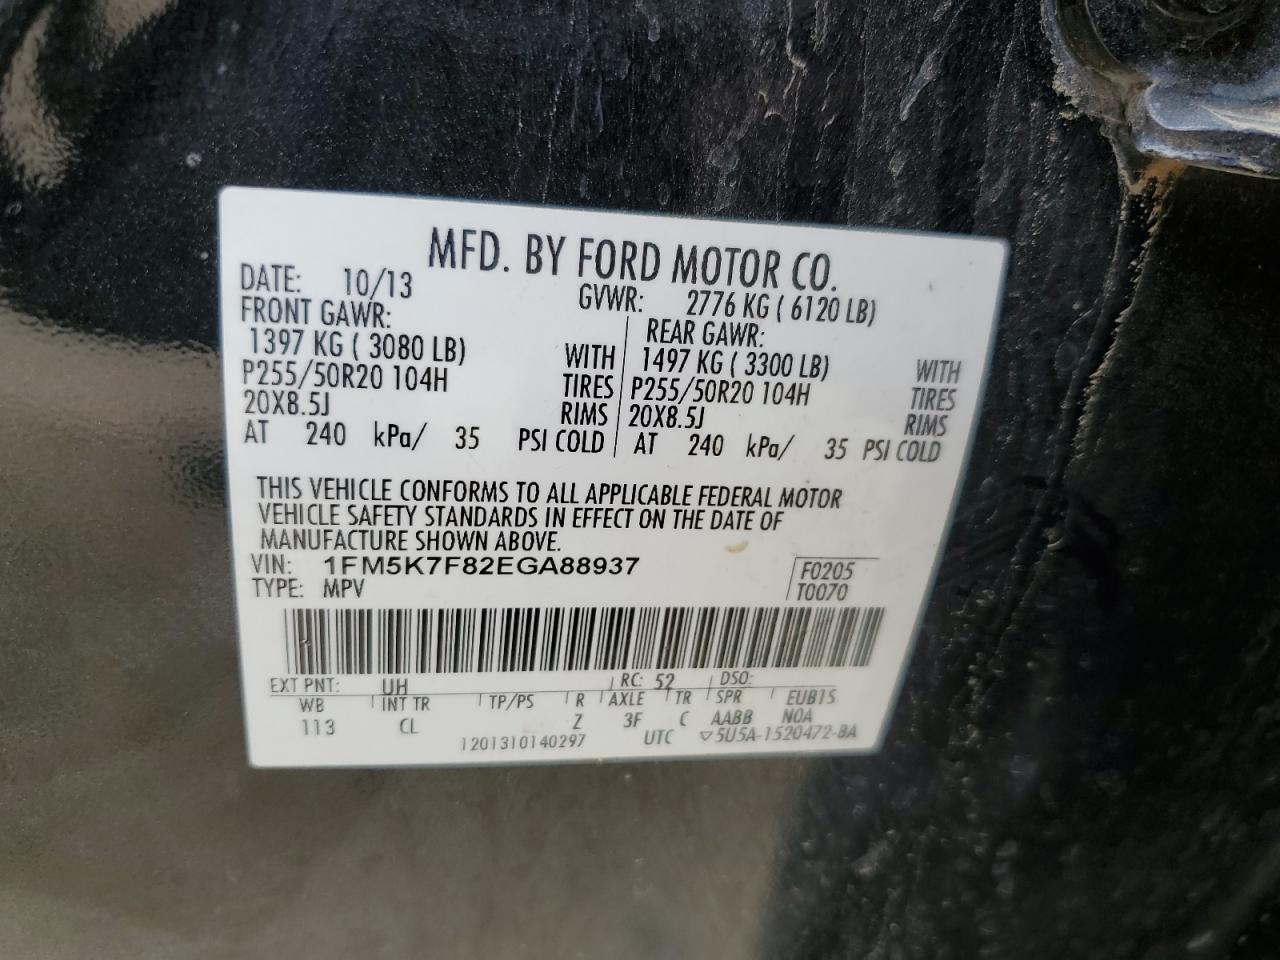 MFD. BY FORD MOTOR CO.
DATE: 10/13 GVWR: 2776 KG ( 6120 LB)
FRONT GAWR: REAR GAWR:
1397 KG ( 3080 LB) WITH 1497 KG ( 3300 LB) WITH
P255/50R20 104H TIRES P255/50R20 104H TIRES
20X8.5J RIMS 20X8.5J RIMS
AT 240 kPa/ 35 PSI COLD AT 240 kPa/ 35 PSI COLD
THIS VEHICLE CONFORMS TO ALL APPLICABLE FEDERAL MOTOR
VEHICLE SAFETY STANDARDS IN EFFECT ON THE DATE OF
MANUFACTURE SHOWN ABOVE.
VIN: 1FM5K7F82EGA88937 F0205
TYPE: MPV T0070
EXT PNT: UH RC: 52 DSO:
WB INT TR TP/PS R AXLE TR SPR EUB1S
113 CL Z 3F C AABB N0A
1201310140297 UTC ▽5U5A-1520472-BA